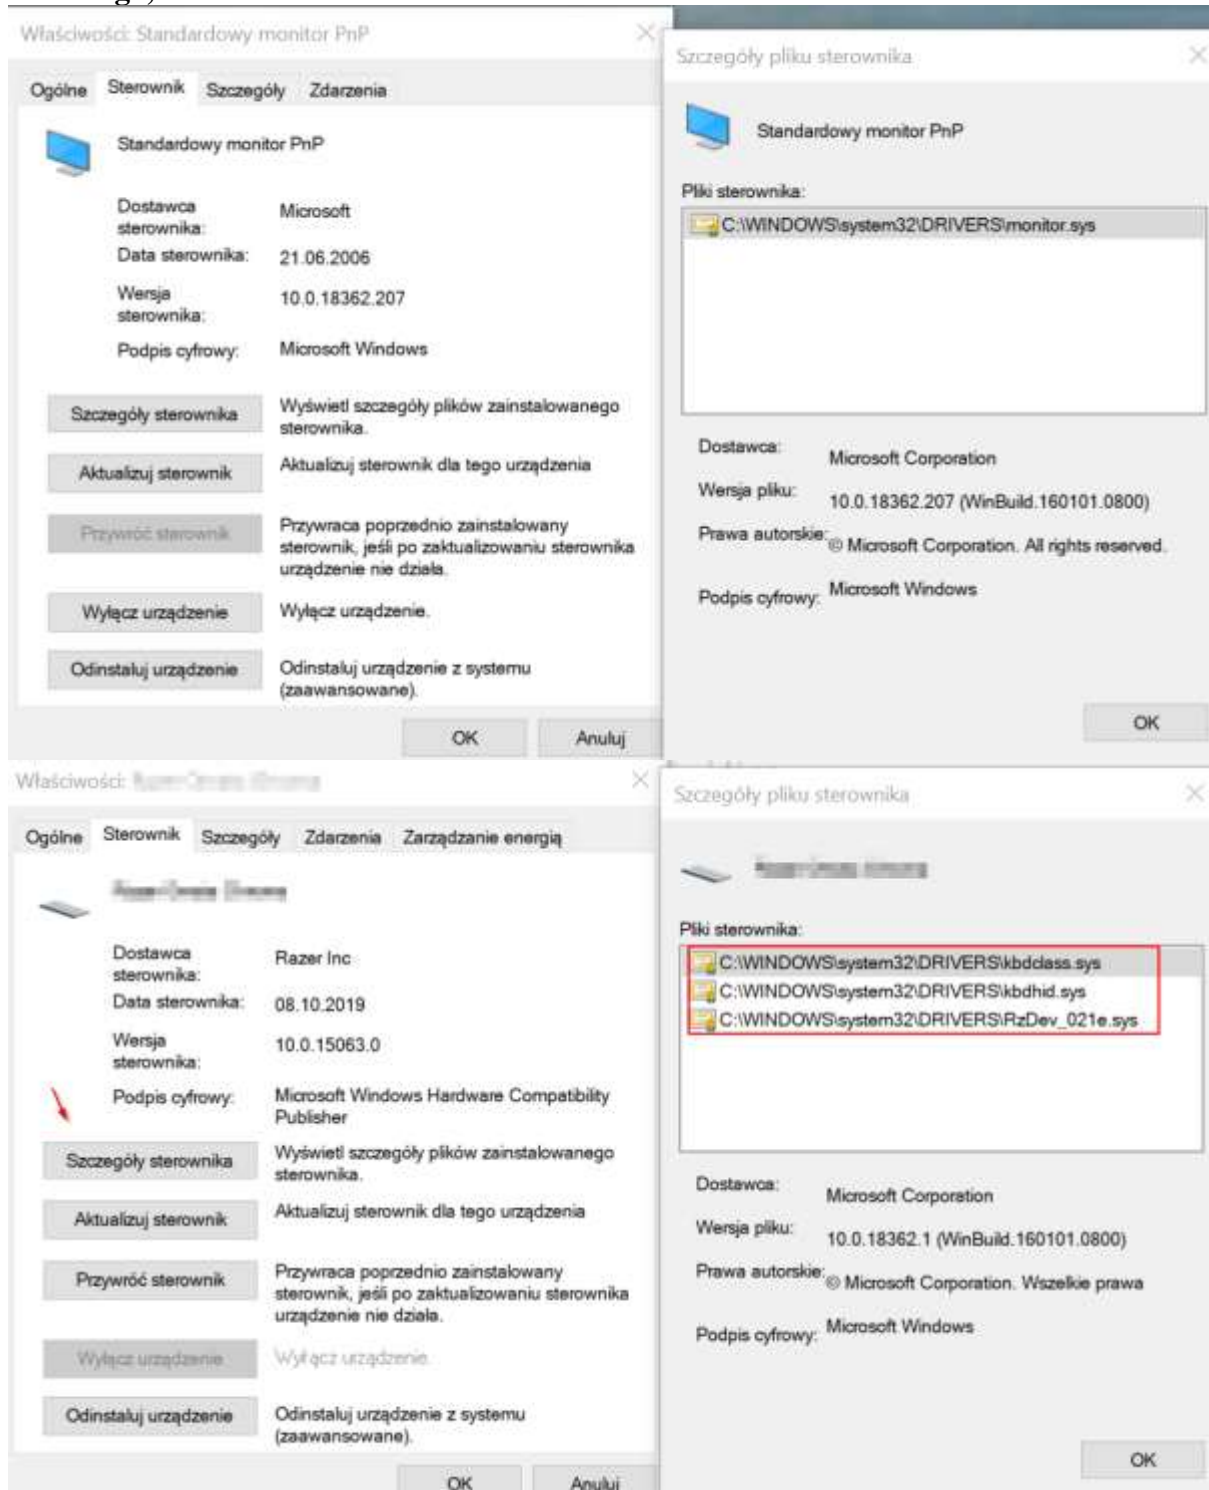 Właściwości: Standardowy monitor PnP
Ogólne Sterownik Szczegóły Zdarzenia
Standardowy monitor PnP
Dostawca
sterownika:
Microsoft
Data sterownika: 21.06.2006
Wersja
sterownika:
10.0.18362.207
Podpis cyfrowy: Microsoft Windows
Szczegóły sterownika
Wyświetl szczegóły plików zainstalowanego
sterownika.
Aktualizuj sterownik
Aktualizuj sterownik dla tego urządzenia
Przywróć sterownik
Przywraca poprzednio zainstalowany
sterownik, jeśli po zaktualizowaniu sterownika
urządzenie nie działa.
Wyłącz urządzenie
Wyłącz urządzenie.
Odinstaluj urządzenie
Odinstaluj urządzenie z systemu
(zaawansowane).
OK Anuluj
Szczegóły pliku sterownika
Standardowy monitor PnP
Pliki sterownika:
C:\WINDOWS\system32\DRIVERS\monitor.sys
Dostawca: Microsoft Corporation
Wersja pliku: 10.0.18362.207 (WinBuild.160101.0800)
Prawa autorskie: © Microsoft Corporation. All rights reserved.
Podpis cyfrowy: Microsoft Windows
OK
Właściwości:
Ogólne Sterownik Szczegóły Zdarzenia Zarządzanie energią
Dostawca
sterownika:
Razer Inc
Data sterownika: 08.10.2019
Wersja
sterownika:
10.0.15063.0
Podpis cyfrowy: Microsoft Windows Hardware Compatibility
Publisher
Szczegóły sterownika
Wyświetl szczegóły plików zainstalowanego
sterownika.
Aktualizuj sterownik
Aktualizuj sterownik dla tego urządzenia
Przywróć sterownik
Przywraca poprzednio zainstalowany
sterownik, jeśli po zaktualizowaniu sterownika
urządzenie nie działa.
Wyłącz urządzenie
Wyłącz urządzenie.
Odinstaluj urządzenie
Odinstaluj urządzenie z systemu
(zaawansowane).
OK Anuluj
Szczegóły pliku sterownika
Pliki sterownika:
C:\WINDOWS\system32\DRIVERS\kbdclass.sys
C:\WINDOWS\system32\DRIVERS\kbdhid.sys
C:\WINDOWS\system32\DRIVERS\RzDev_021e.sys
Dostawca: Microsoft Corporation
Wersja pliku: 10.0.18362.1 (WinBuild.160101.0800)
Prawa autorskie: © Microsoft Corporation. Wszelkie prawa
Podpis cyfrowy: Microsoft Windows
OK